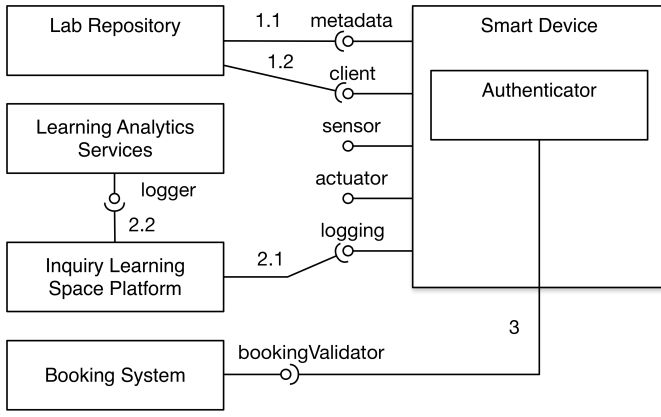 Lab Repository
1.1
metadata
Smart Device
1.2
client
Authenticator
Learning Analytics
Services
sensor
logger
actuator
2.2
logging
Inquiry Learning
Space Platform
2.1
3
bookingValidator
Booking System